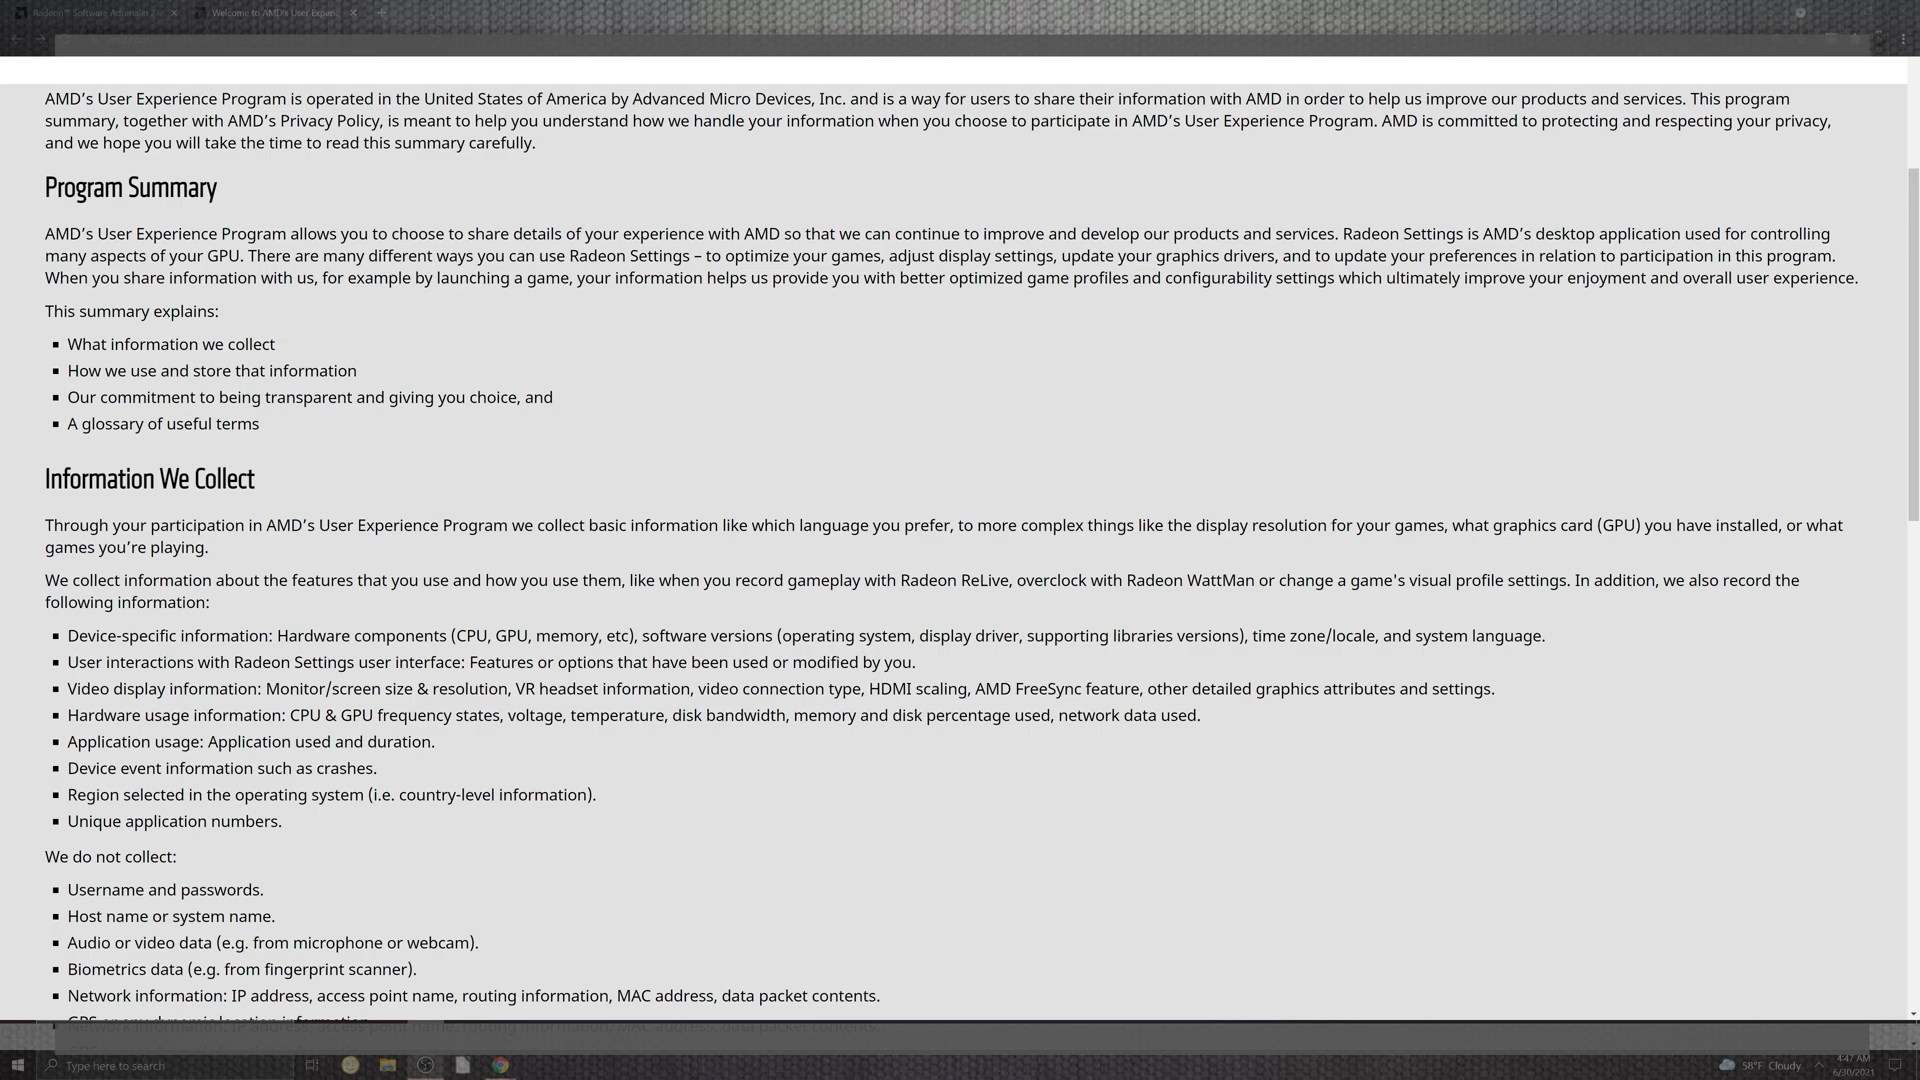 Radeon™ Software Adrenalin 2
Welcome to AMD's User Experi
AMD's User Experience Program is operated in the United States of America by Advanced Micro Devices, Inc. and is a way for users to share their information with AMD in order to help us improve our products and services. This program
summary, together with AMD's Privacy Policy, is meant to help you understand how we handle your information when you choose to participate in AMD's User Experience Program. AMD is committed to protecting and respecting your privacy,
and we hope you will take the time to read this summary carefully.
Program Summary
AMD's User Experience Program allows you to choose to share details of your experience with AMD so that we can continue to improve and develop our products and services. Radeon Settings is AMD's desktop application used for controlling
many aspects of your GPU. There are many different ways you can use Radeon Settings – to optimize your games, adjust display settings, update your graphics drivers, and to update your preferences in relation to participation in this program.
When you share information with us, for example by launching a game, your information helps us provide you with better optimized game profiles and configurability settings which ultimately improve your enjoyment and overall user experience.
This summary explains:
▪ What information we collect
▪ How we use and store that information
▪ Our commitment to being transparent and giving you choice, and
▪ A glossary of useful terms
Information We Collect
Through your participation in AMD's User Experience Program we collect basic information like which language you prefer, to more complex things like the display resolution for your games, what graphics card (GPU) you have installed, or what
games you're playing.
We collect information about the features that you use and how you use them, like when you record gameplay with Radeon ReLive, overclock with Radeon WattMan or change a game's visual profile settings. In addition, we also record the
following information:
▪ Device-specific information: Hardware components (CPU, GPU, memory, etc), software versions (operating system, display driver, supporting libraries versions), time zone/locale, and system language.
▪ User interactions with Radeon Settings user interface: Features or options that have been used or modified by you.
▪ Video display information: Monitor/screen size & resolution, VR headset information, video connection type, HDMI scaling, AMD FreeSync feature, other detailed graphics attributes and settings.
▪ Hardware usage information: CPU & GPU frequency states, voltage, temperature, disk bandwidth, memory and disk percentage used, network data used.
▪ Application usage: Application used and duration.
▪ Device event information such as crashes.
▪ Region selected in the operating system (i.e. country-level information).
▪ Unique application numbers.
We do not collect:
▪ Username and passwords.
▪ Host name or system name.
▪ Audio or video data (e.g. from microphone or webcam).
▪ Biometrics data (e.g. from fingerprint scanner).
▪ Network information: IP address, access point name, routing information, MAC address, data packet contents.
GPS or any dynamic location information
Type here to search
58°F Cloudy
4:47 AM
6/30/2021